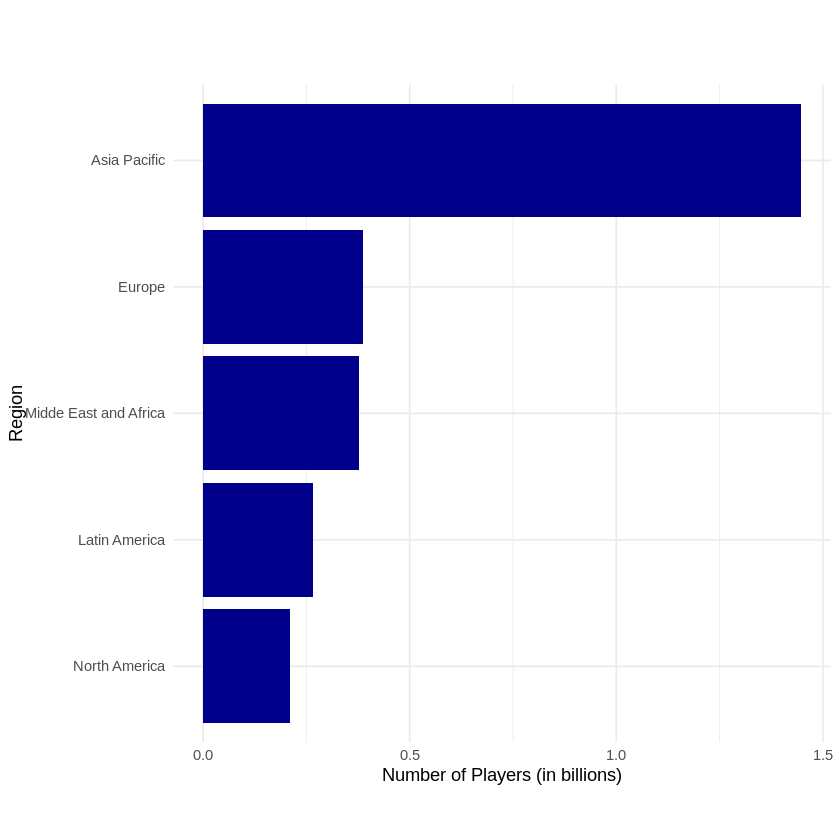 Asia Pacific
Europe
Midde East and Africa
Latin America
North America
Region
0.0
0.5
1.0
1.5
Number of Players (in billions)